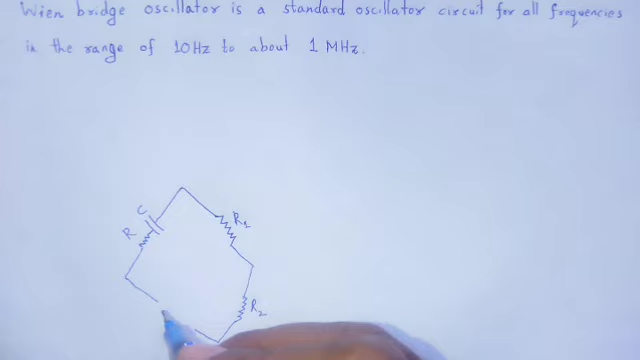 Wien bridge oscillator is a standard oscillator circuit for all frequencies
in the range of 10Hz to about 1 MHz.
C
R
R2
R2